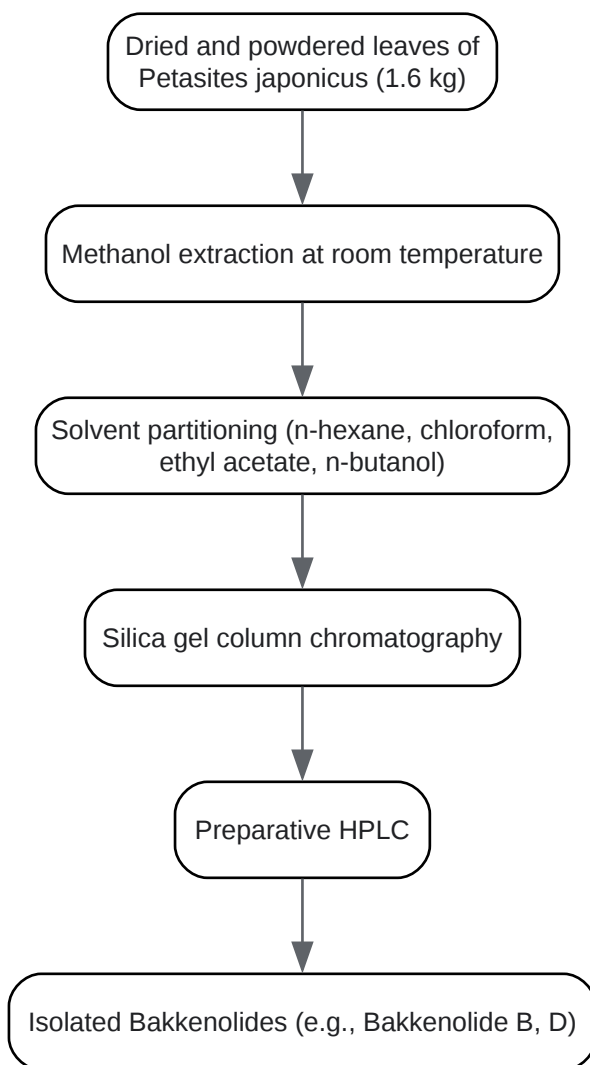 Dried and powdered leaves of
Petasites japonicus (1.6 kg)
Methanol extraction at room temperature
Solvent partitioning (n-hexane, chloroform,
ethyl acetate, n-butanol)
Silica gel column chromatography
Preparative HPLC
Isolated Bakkenolides (e.g., Bakkenolide B, D)